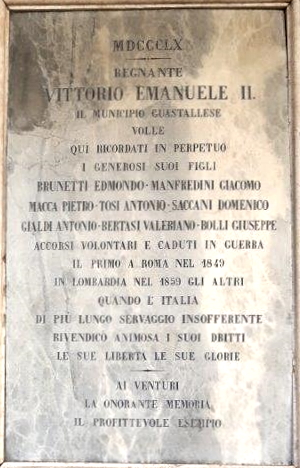 MDCCCLX
REGNANTE
VITTORIO EMANUELE II.
IL MUNICIPIO GUASTALLESE
VOLLE
QUI RICORDATI IN PERPETUO
I GENEROSI SUOI FIGLI
BRUNETTI EDMONDO - MANFREDINI GIACOMO
MACCA PIETRO - TOSI ANTONIO - SACCANI DOMENICO
GIALDI ANTONIO - BERTASI VALERIANO - BOLLI GIUSEPPE
ACCORSI VOLONTARI E CADUTI IN GUERRA
IL PRIMO A ROMA NEL 1849
IN LOMBARDIA NEL 1859 GLI ALTRI
QUANDO L'ITALIA
DI PIÙ LUNGO SERVAGGIO INSOFFERENTE
RIVENDICÒ ANIMOSA I SUOI DRITTI
LE SUE LIBERTÀ LE SUE GLORIE
AI VENTURI
LA ONORANTE MEMORIA
IL PROFITTEVOLE ESEMPIO